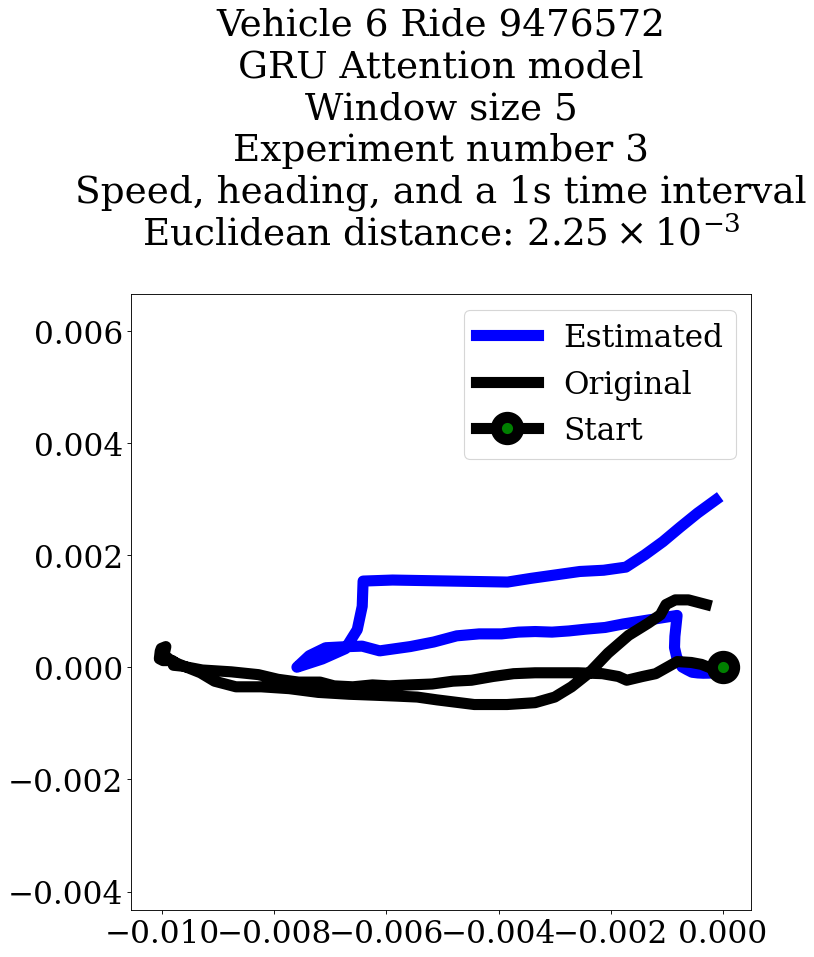 Vehicle 6 Ride 9476572
GRU Attention model
Window size 5
Experiment number 3
Speed, heading, and a 1s time interval
Euclidean distance: 2.25 × 10⁻³
Estimated
Original
Start
0.006
0.004
0.002
0.000
−0.002
−0.004
−0.010 −0.008 −0.006 −0.004 −0.002 0.000